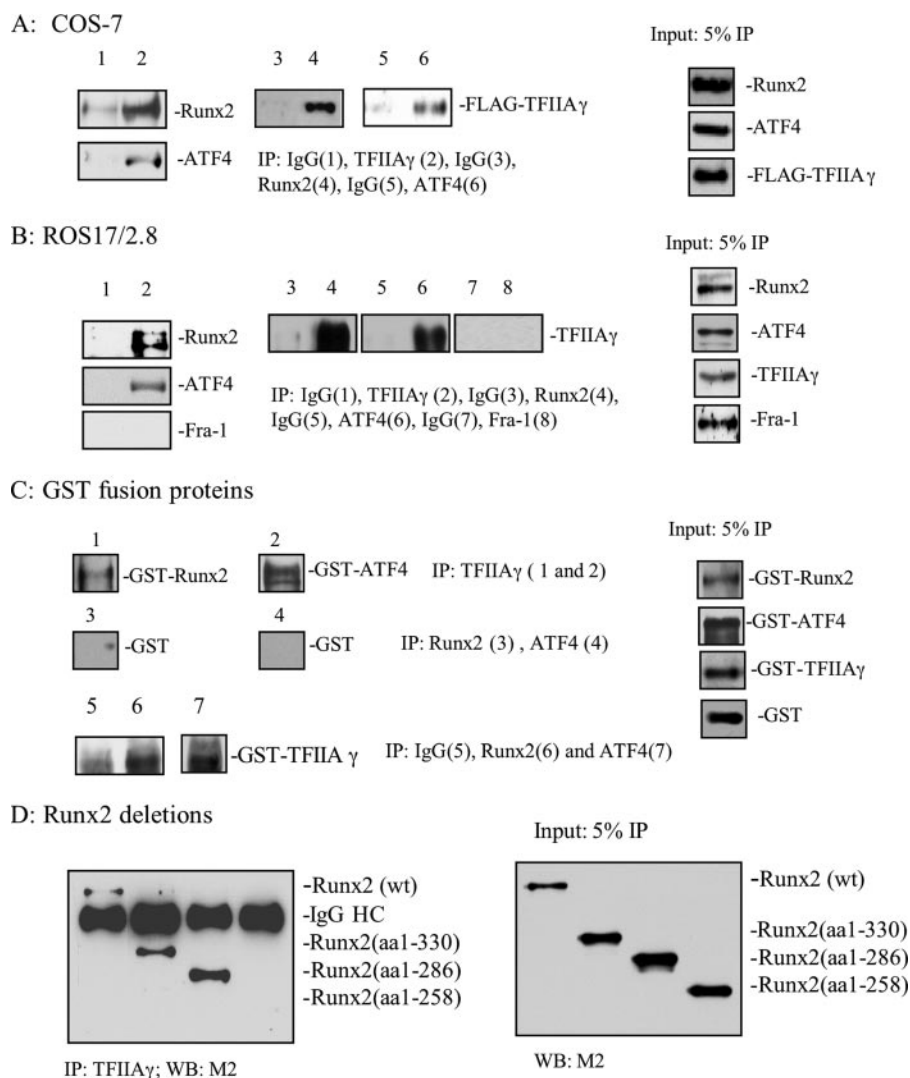 A: COS-7
Input: 5% IP
1 2 3 4 5 6
-Runx2
-FLAG-TFIIAγ
-ATF4
IP: IgG(1), TFIIAγ (2), IgG(3),
Runx2(4), IgG(5), ATF4(6)
-Runx2
-ATF4
-FLAG-TFIIAγ
B: ROS17/2.8
Input: 5% IP
1 2 3 4 5 6 7 8
-Runx2
-TFIIAγ
-ATF4
-Fra-1
IP: IgG(1), TFIIAγ (2), IgG(3), Runx2(4),
IgG(5), ATF4(6), IgG(7), Fra-1(8)
-Runx2
-ATF4
-TFIIAγ
-Fra-1
C: GST fusion proteins
Input: 5% IP
1 2
-GST-Runx2
-GST-ATF4
IP: TFIIAγ ( 1 and 2)
3 4
-GST
-GST
IP: Runx2 (3) , ATF4 (4)
5 6 7
-GST-TFIIA γ
IP: IgG(5), Runx2(6) and ATF4(7)
-GST-Runx2
-GST-ATF4
-GST-TFIIAγ
-GST
D: Runx2 deletions
-Runx2 (wt)
-IgG HC
-Runx2(aa1-330)
-Runx2(aa1-286)
-Runx2(aa1-258)
IP: TFIIAγ; WB: M2
Input: 5% IP
-Runx2 (wt)
-Runx2(aa1-330)
-Runx2(aa1-286)
-Runx2(aa1-258)
WB: M2